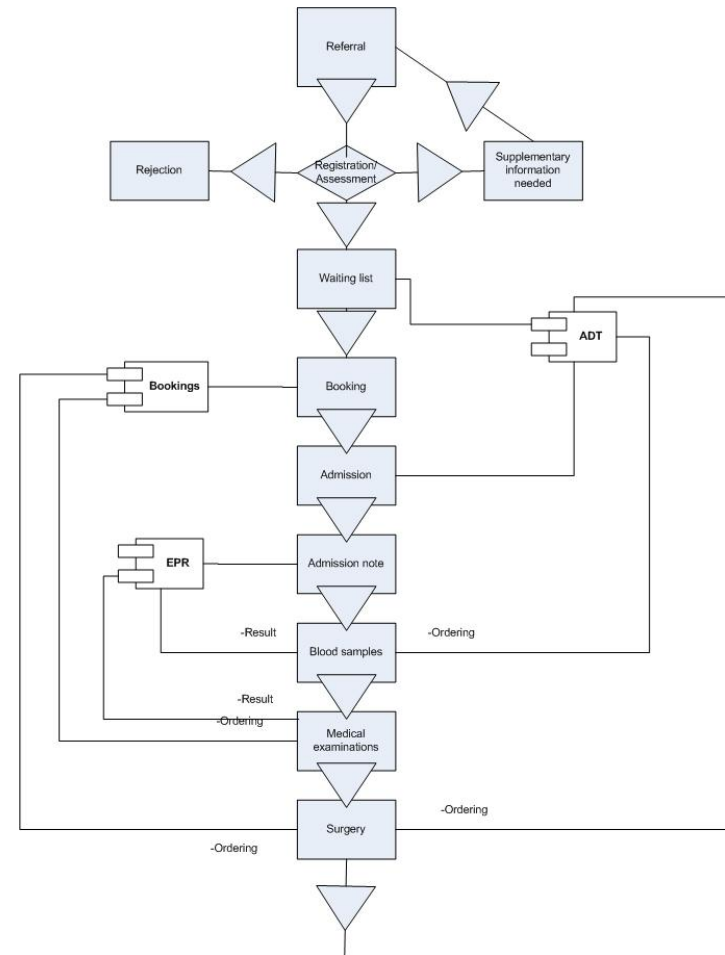 Referral
Rejection
Registration/
Assessment
Supplementary
information
needed
Waiting list
ADT
Bookings
Booking
Admission
EPR
Admission note
-Result
-Ordering
Blood samples
-Result
-Ordering
Medical
examinations
-Ordering
Surgery
-Ordering